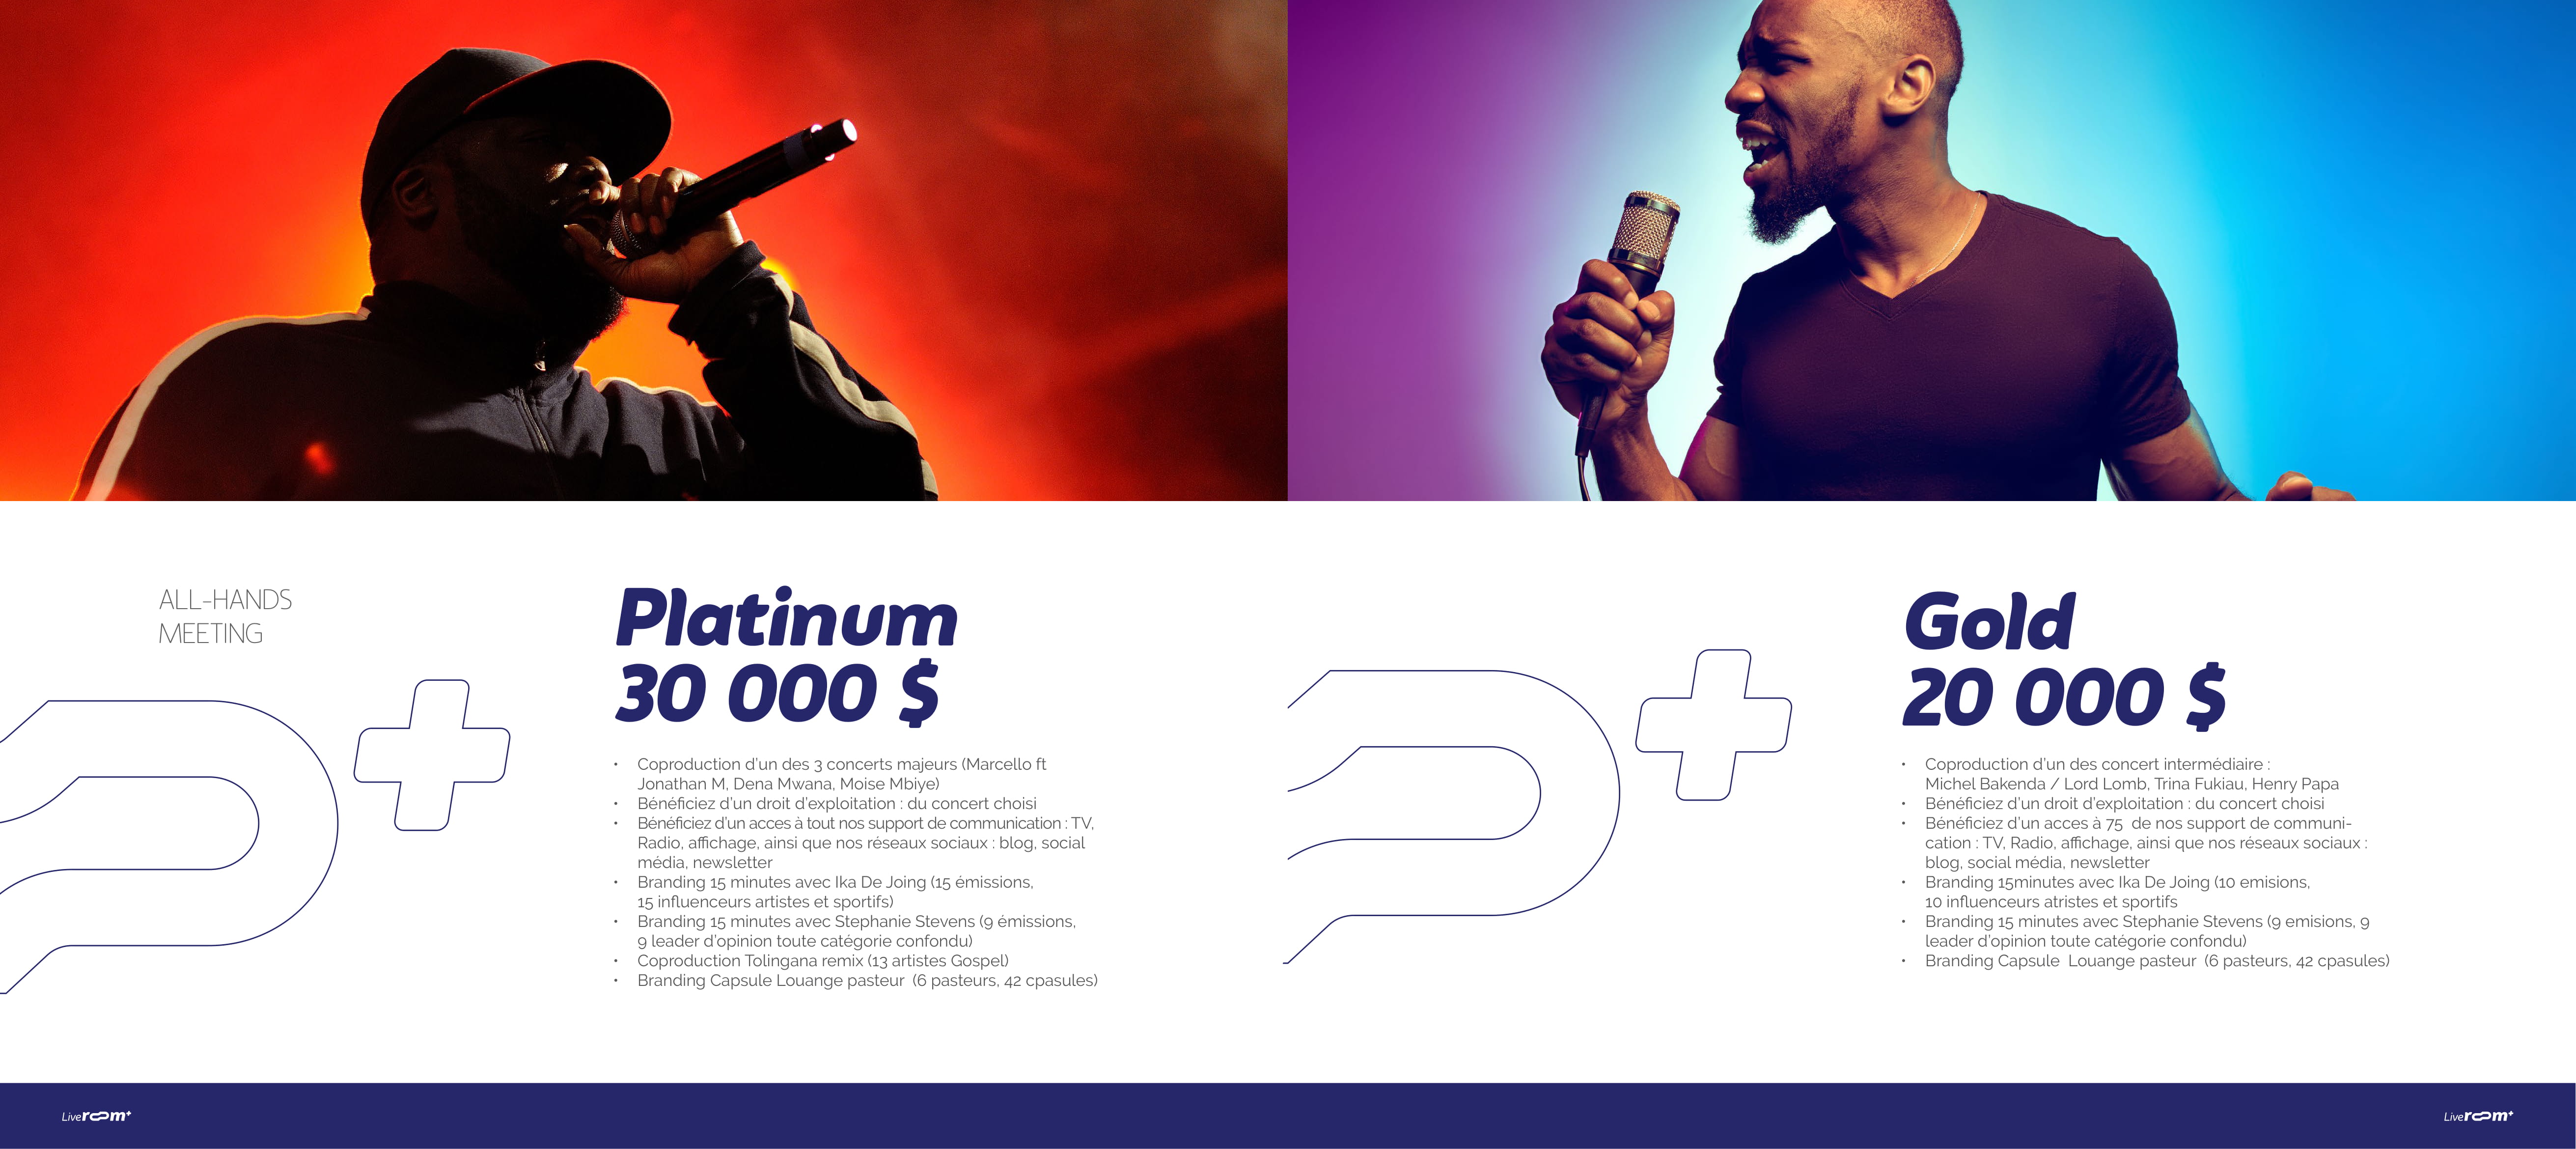 ALL-HANDS
MEETING
Platinum
30 000 $
• Coproduction d'un des 3 concerts majeurs (Marcello ft
Jonathan M, Dena Mwana, Moise Mbiye)
• Bénéficiez d'un droit d'exploitation : du concert choisi
• Bénéficiez d'un acces à tout nos support de communication : TV,
Radio, affichage, ainsi que nos réseaux sociaux : blog, social
média, newsletter
• Branding 15 minutes avec Ika De Joing (15 émissions,
15 influenceurs artistes et sportifs)
• Branding 15 minutes avec Stephanie Stevens (9 émissions,
9 leader d'opinion toute catégorie confondu)
• Coproduction Tolingana remix (13 artistes Gospel)
• Branding Capsule Louange pasteur (6 pasteurs, 42 cpasules)
Gold
20 000 $
• Coproduction d'un des concert intermédiaire :
Michel Bakenda / Lord Lomb, Trina Fukiau, Henry Papa
• Bénéficiez d'un droit d'exploitation : du concert choisi
• Bénéficiez d'un acces à 75 de nos support de communi-
cation : TV, Radio, affichage, ainsi que nos réseaux sociaux :
blog, social média, newsletter
• Branding 15minutes avec Ika De Joing (10 emisions,
10 influenceurs atristes et sportifs
• Branding 15 minutes avec Stephanie Stevens (9 emisions, 9
leader d'opinion toute catégorie confondu)
• Branding Capsule Louange pasteur (6 pasteurs, 42 cpasules)
Liveroom+
Liveroom+